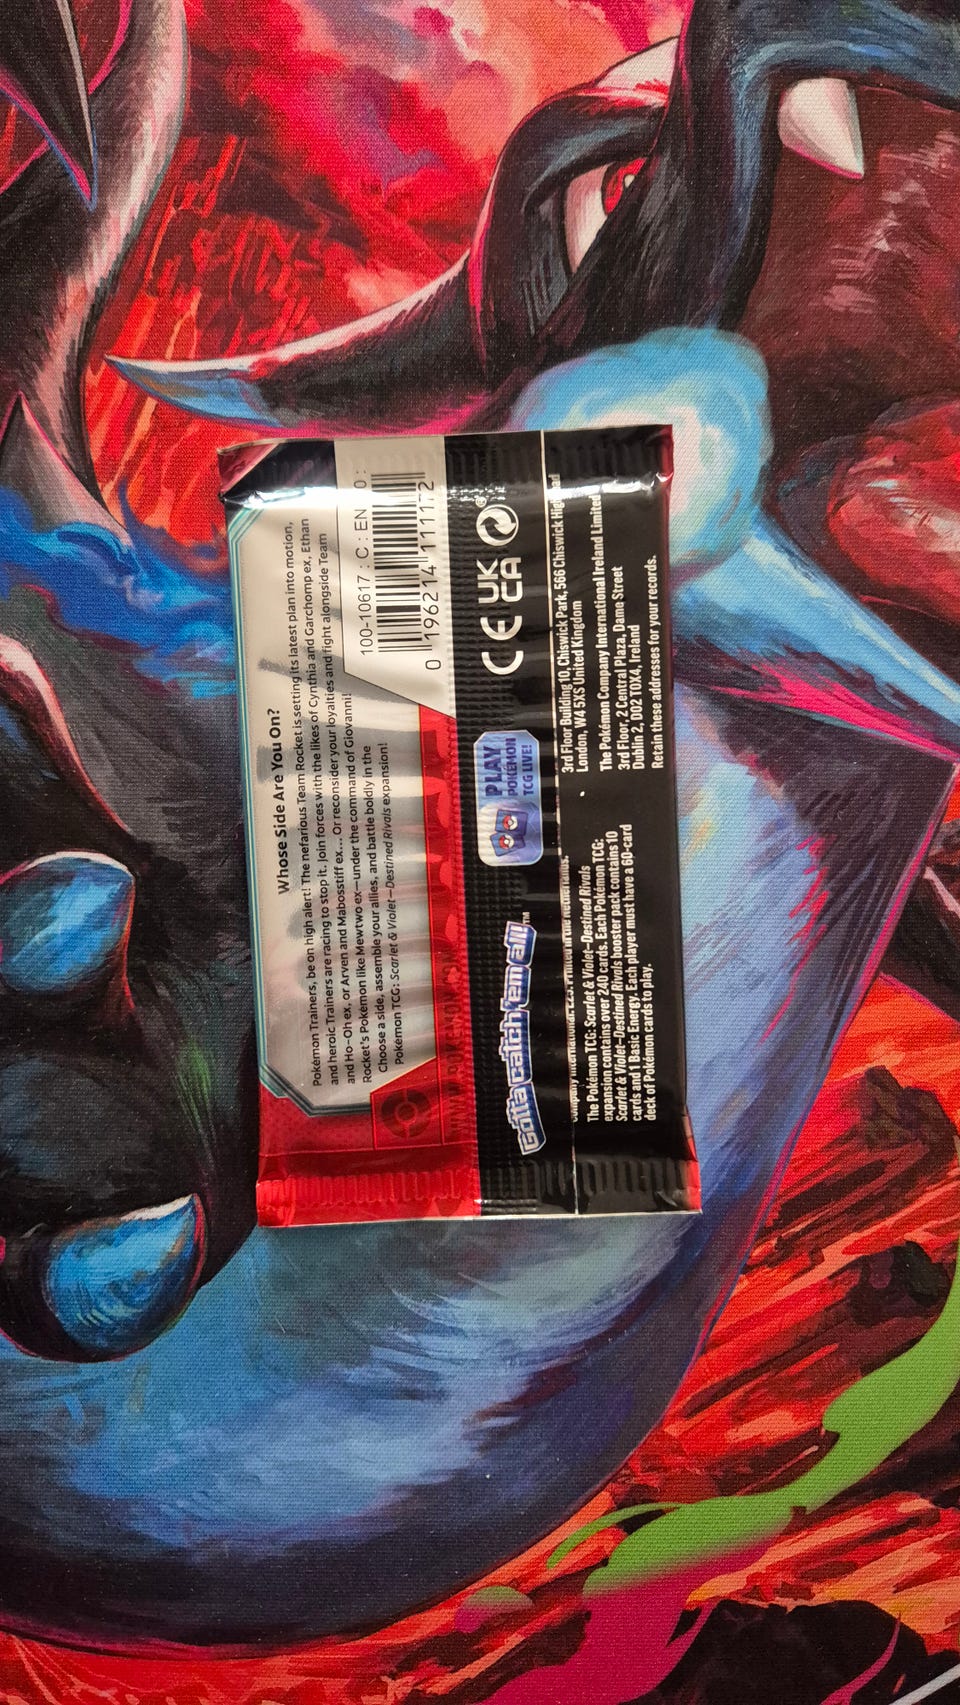 Whose Side Are You On?
Pokémon Trainers, be on high alert! The nefarious Team Rocket is setting its latest plan into motion,
and heroic Trainers are racing to stop it. Join forces with the likes of Cynthia and Garchomp ex, Ethan
and Ho-Oh ex, or Arven and Mabosstiff ex... Or reconsider your loyalties and fight alongside Team
Rocket's Pokémon like Mewtwo ex—under the command of Giovanni!
Choose a side, assemble your allies, and battle boldly in the
Pokémon TCG: Scarlet & Violet—Destined Rivals expansion!
100-10617 : C : EN
0 196214 111172
Gotta catch 'em all!™
PLAY
POKÉMON
TCG LIVE!
CE UK
CA
The Pokémon TCG: Scarlet & Violet—Destined Rivals
expansion contains over 240 cards. Each Pokémon TCG:
Scarlet & Violet—Destined Rivals booster pack contains 10
cards and 1 Basic Energy. Each player must have a 60-card
deck of Pokémon cards to play.
3rd Floor Building 10, Chiswick Park, 566 Chiswick High
London, W4 5XS United Kingdom
The Pokémon Company International Ireland Limited
3rd Floor, 2 Central Plaza, Dame Street
Dublin 2, D02 T0X4, Ireland
Retain these addresses for your records.